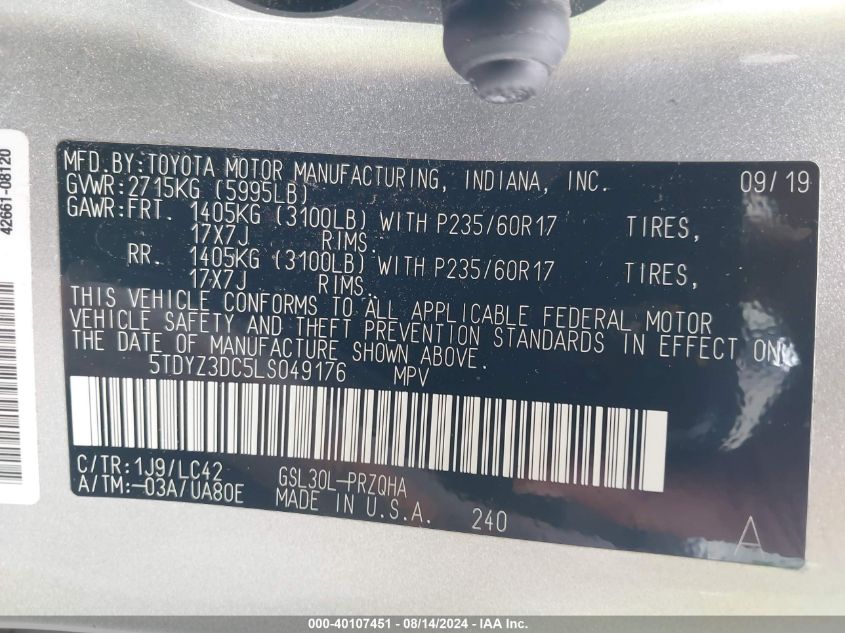 42661-08120
MFD. BY: TOYOTA MOTOR MANUFACTURING, INDIANA, INC. 09/19
GVWR: 2715KG (5995LB)
GAWR: FRT. 1405KG (3100LB) WITH P235/60R17 TIRES,
17X7J RIMS.
RR. 1405KG (3100LB) WITH P235/60R17 TIRES,
17X7J RIMS.
THIS VEHICLE CONFORMS TO ALL APPLICABLE FEDERAL MOTOR
VEHICLE SAFETY AND THEFT PREVENTION STANDARDS IN EFFECT ON
THE DATE OF MANUFACTURE SHOWN ABOVE.
5TDYZ3DC5LS049176 MPV
C/TR: 1J9/LC42 GSL30L-PRZQHA
A/TM: -03A/UA80E MADE IN U.S.A. 240 A
000-40107451 - 08/14/2024 - IAA Inc.